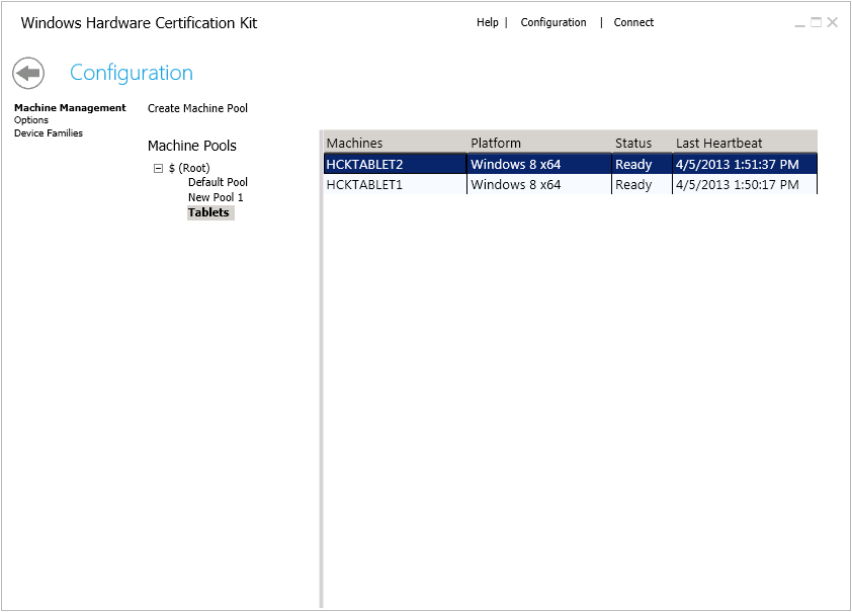 Windows Hardware Certification Kit
Help | Configuration | Connect
Configuration
Machine Management
Options
Device Families
Create Machine Pool
Machine Pools
$ (Root)
Default Pool
New Pool 1
Tablets
Machines Platform Status Last Heartbeat
HCKTABLET2 Windows 8 x64 Ready 4/5/2013 1:51:37 PM
HCKTABLET1 Windows 8 x64 Ready 4/5/2013 1:50:17 PM